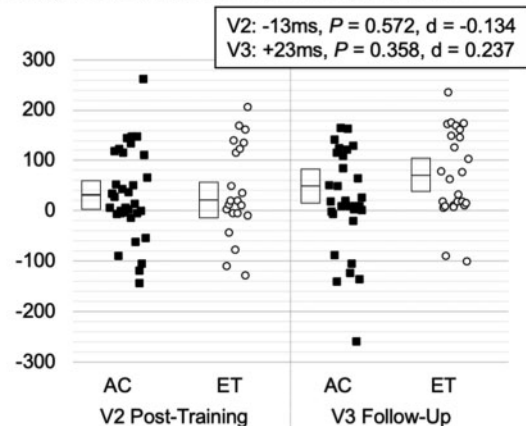 V2: -13ms, P = 0.572, d = -0.134
V3: +23ms, P = 0.358, d = 0.237
300
200
100
0
-100
-200
-300
AC ET AC ET
V2 Post-Training V3 Follow-Up